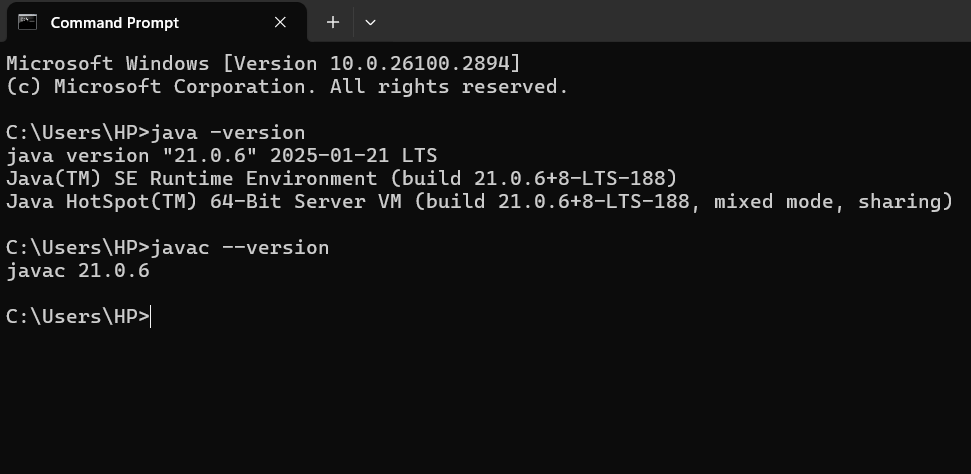 Command Prompt
Microsoft Windows [Version 10.0.26100.2894]
(c) Microsoft Corporation. All rights reserved.
C:\Users\HP>java -version
java version "21.0.6" 2025-01-21 LTS
Java(TM) SE Runtime Environment (build 21.0.6+8-LTS-188)
Java HotSpot(TM) 64-Bit Server VM (build 21.0.6+8-LTS-188, mixed mode, sharing)
C:\Users\HP>javac --version
javac 21.0.6
C:\Users\HP>